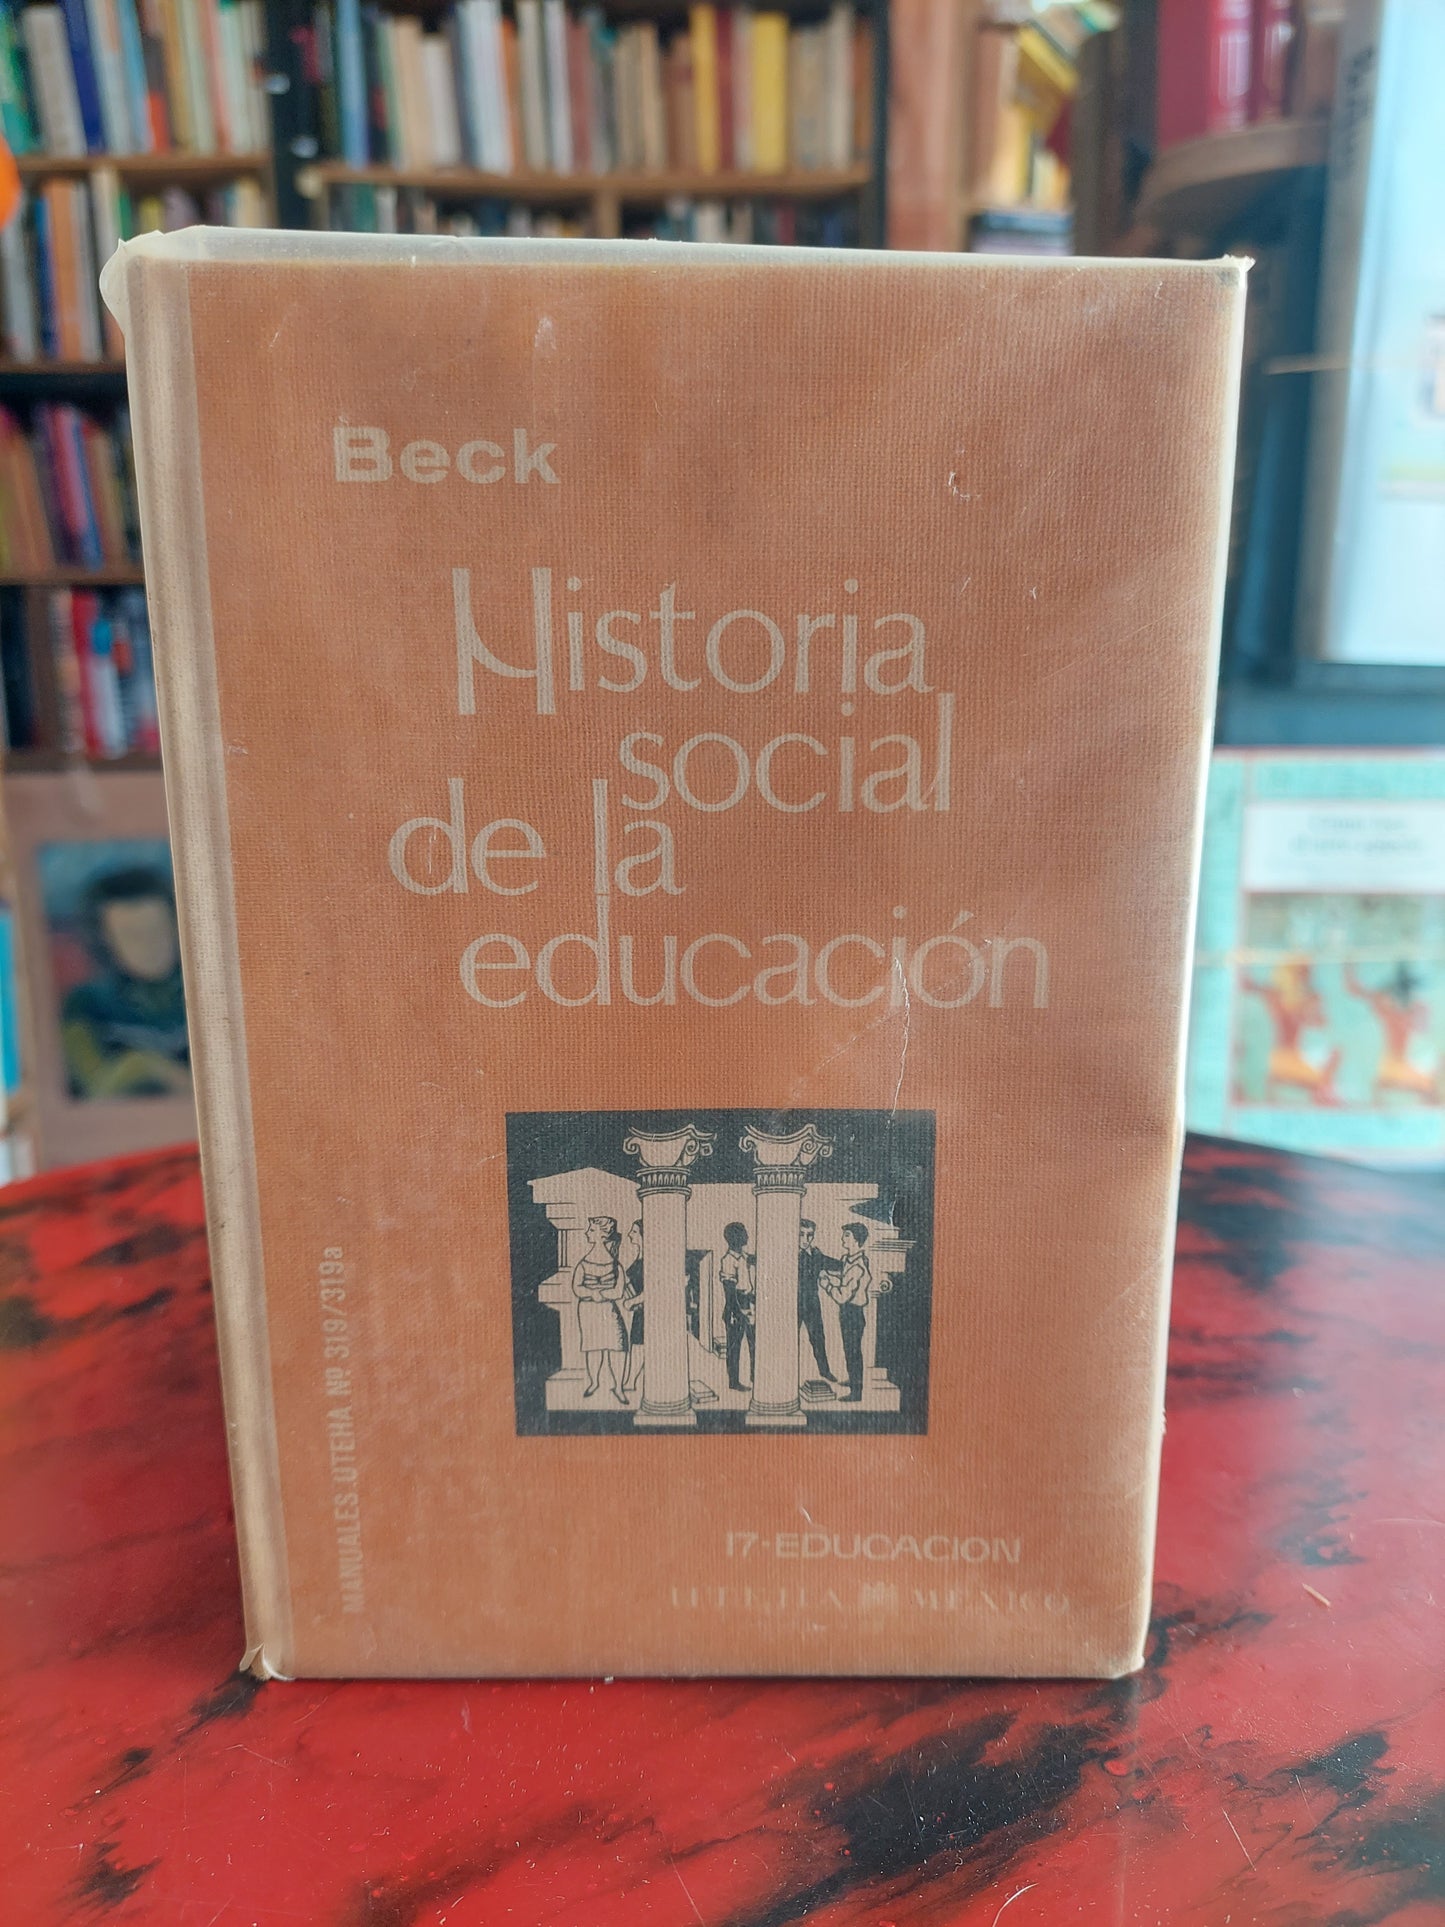 Beck
Historia
social
de la
educación
MANUALES UTEHA Nº 319/319a
17-EDUCACION
UTEHA MEXICO